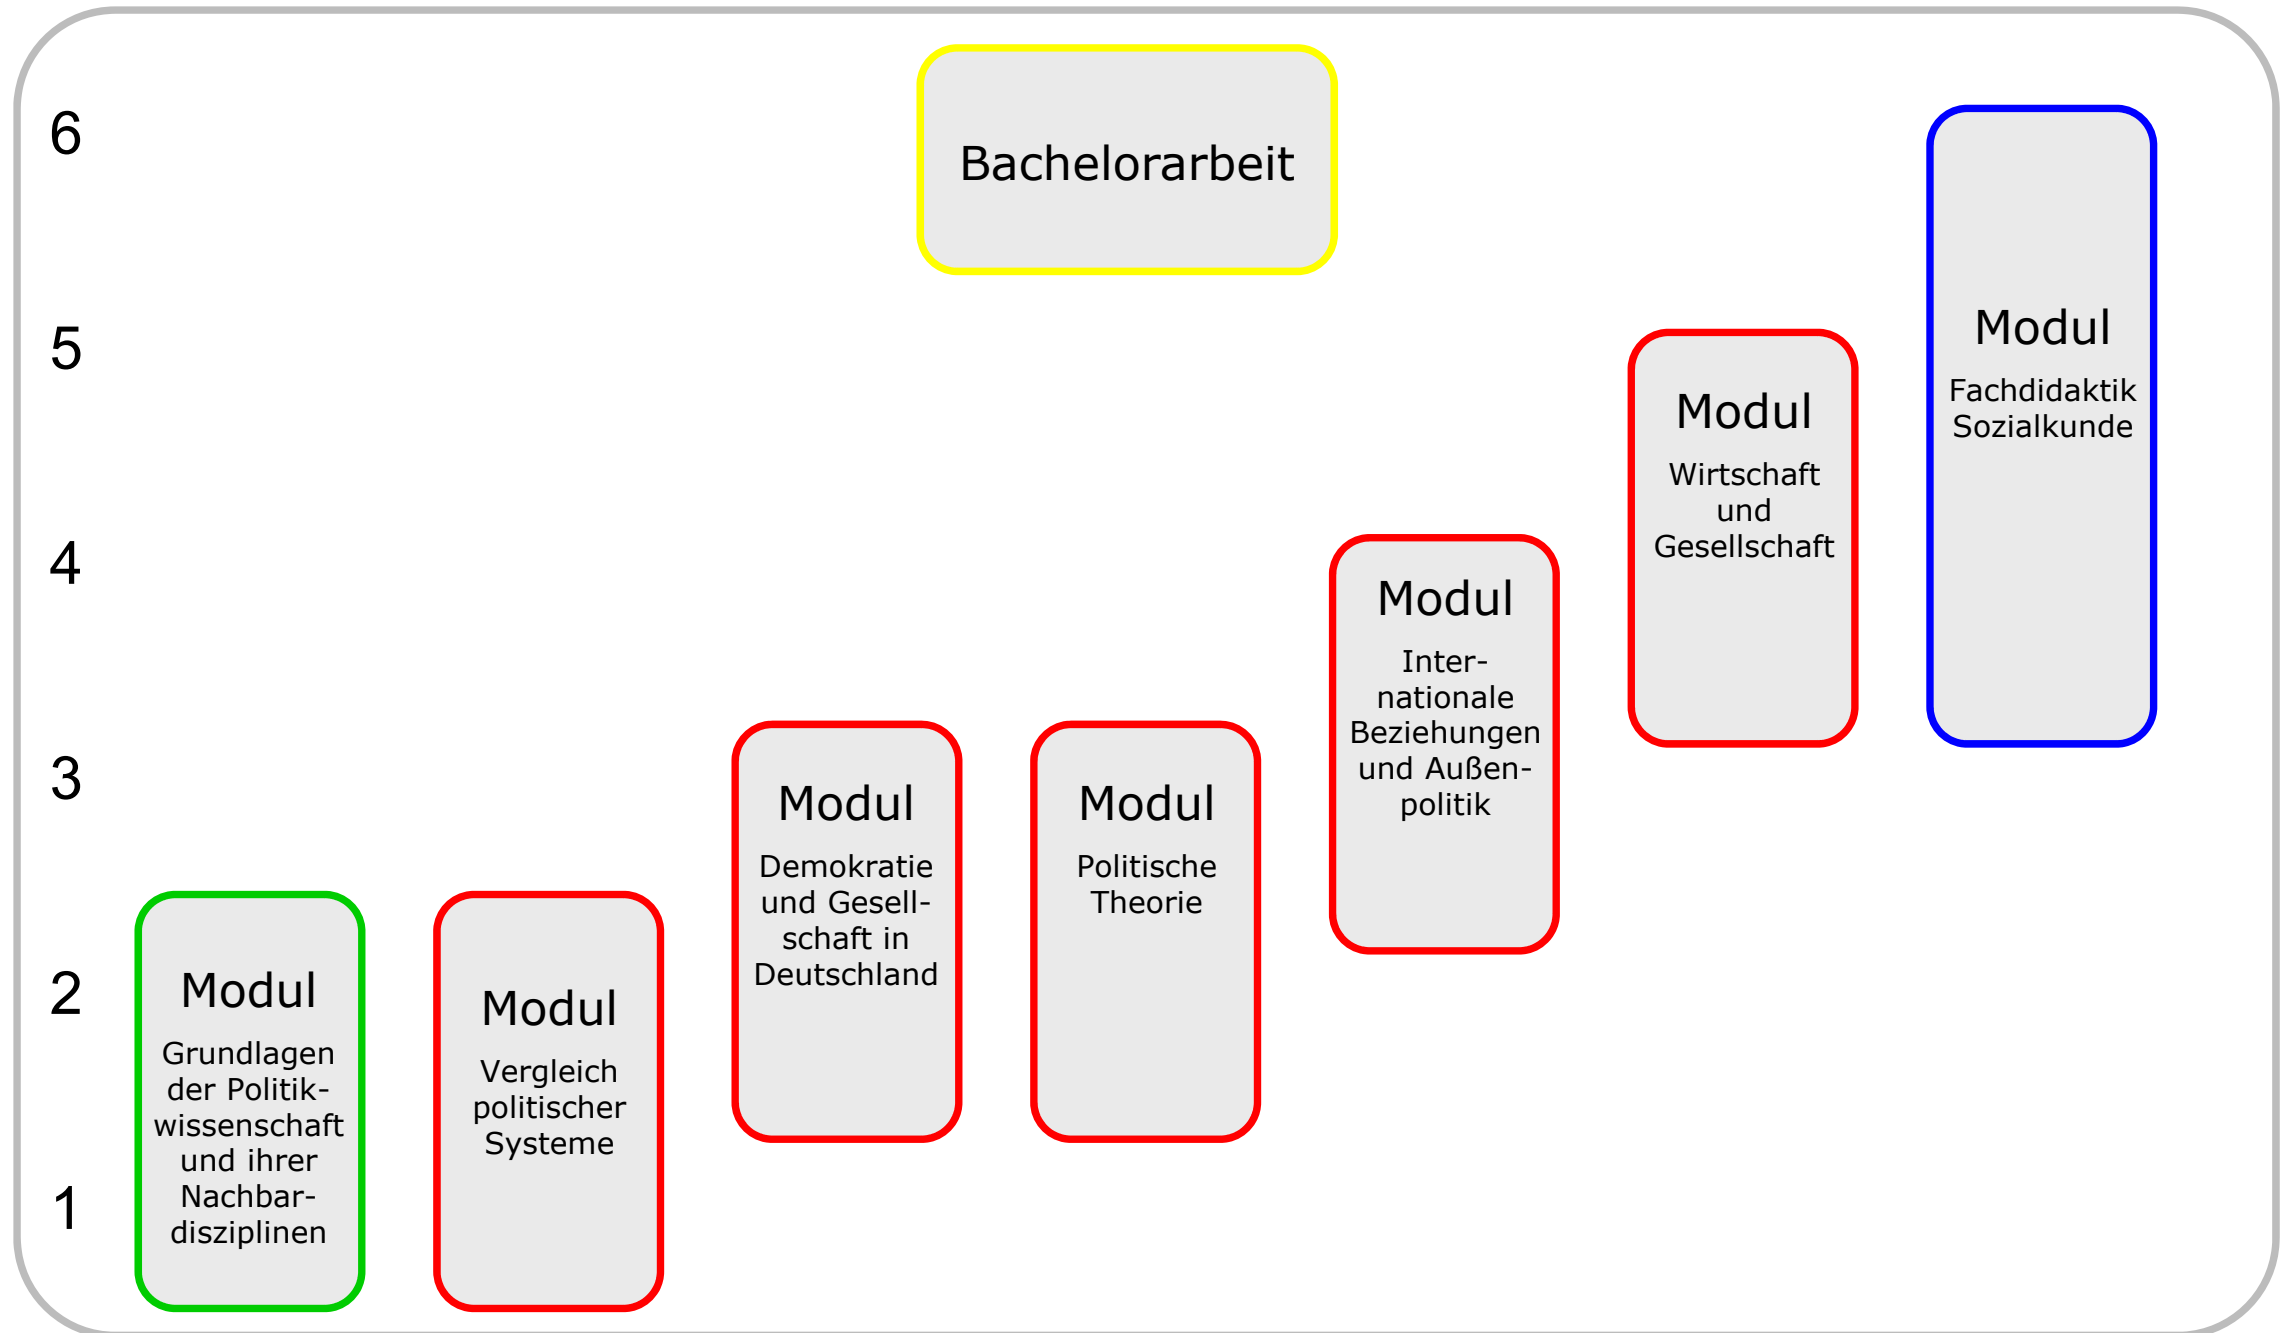 6
Bachelorarbeit
5
Modul
Fachdidaktik
Sozialkunde
Modul
Wirtschaft
und
Gesellschaft
4
Modul
Inter-
nationale
Beziehungen
und Außen-
politik
3
Modul
Demokratie
und Gesell-
schaft in
Deutschland
Modul
Politische
Theorie
2
Modul
Grundlagen
der Politik-
wissenschaft
und ihrer
Nachbar-
disziplinen
Modul
Vergleich
politischer
Systeme
1